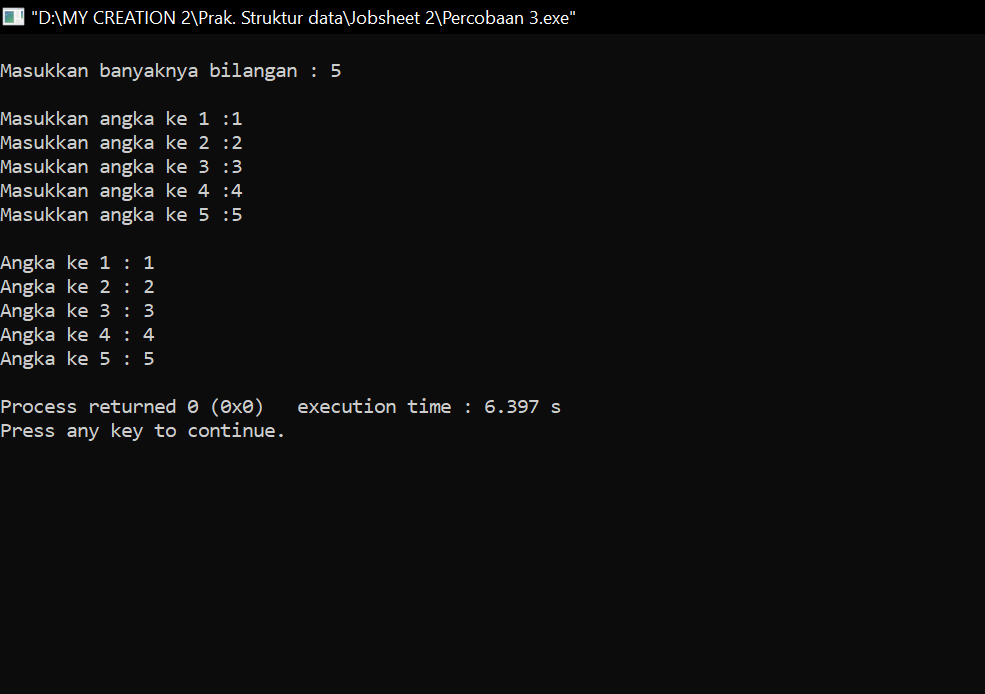 "D:\MY CREATION 2\Prak. Struktur data\Jobsheet 2\Percobaan 3.exe"
Masukkan banyaknya bilangan : 5
Masukkan angka ke 1 :1
Masukkan angka ke 2 :2
Masukkan angka ke 3 :3
Masukkan angka ke 4 :4
Masukkan angka ke 5 :5
Angka ke 1 : 1
Angka ke 2 : 2
Angka ke 3 : 3
Angka ke 4 : 4
Angka ke 5 : 5
Process returned 0 (0x0)   execution time : 6.397 s
Press any key to continue.